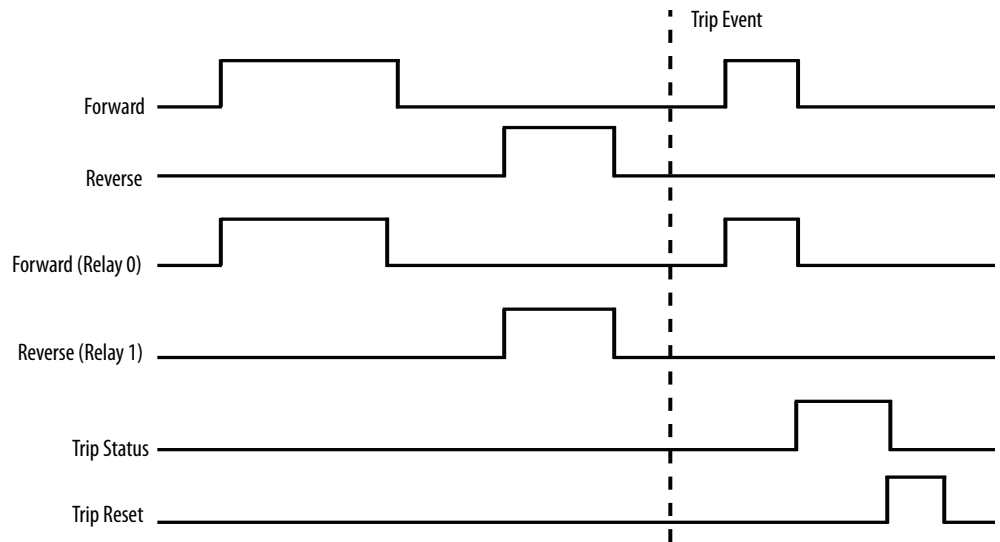 Trip Event
Forward
Reverse
Forward (Relay 0)
Reverse (Relay 1)
Trip Status
Trip Reset